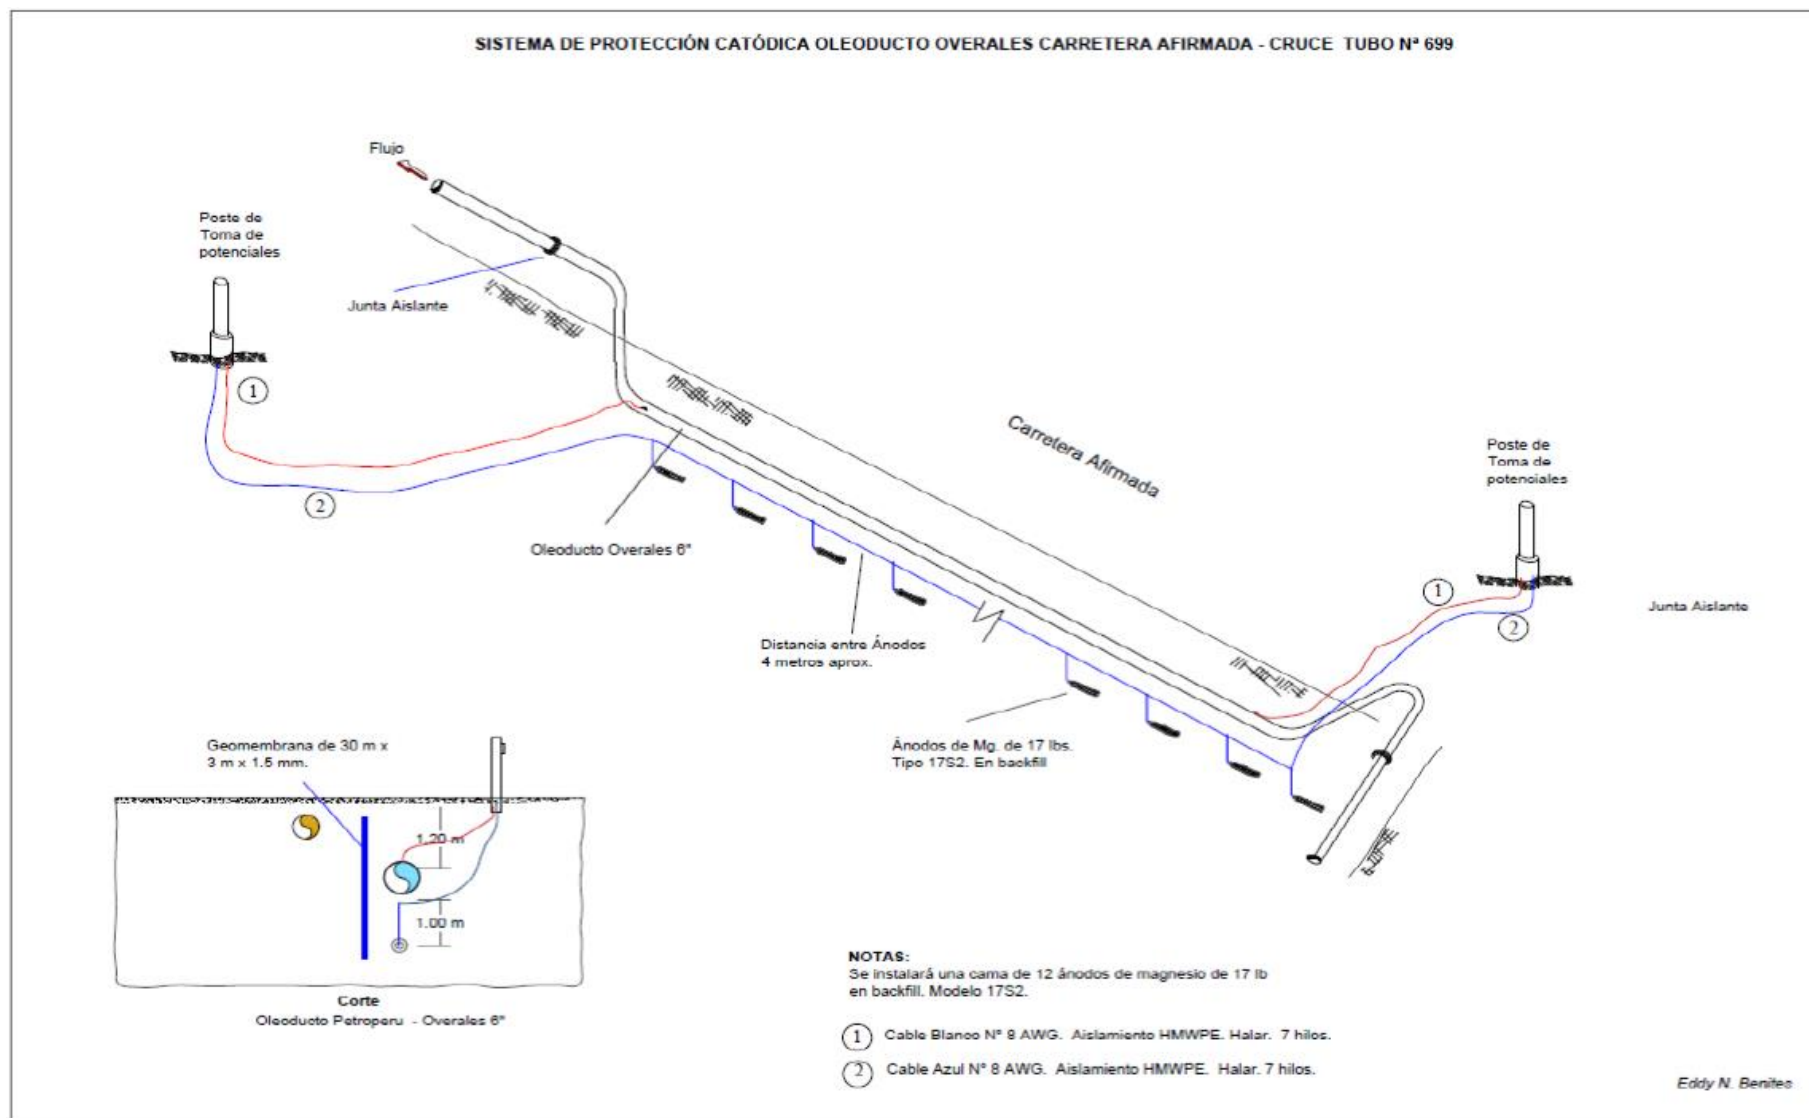 SISTEMA DE PROTECCIÓN CATÓDICA OLEODUCTO OVERALES CARRETERA AFIRMADA - CRUCE TUBO Nª 699
Flujo
Poste de
Toma de
potenciales
Junta Aislante
1
2
Carretera Afirmada
Oleoducto Overales 6"
Poste de
Toma de
potenciales
1
2
Junta Aislante
Distancia entre Ánodos
4 metros aprox.
Ánodos de Mg. de 17 lbs.
Tipo 17S2. En backfill
Geomembrana de 30 m x
3 m x 1.5 mm.
1.20 m
1.00 m
Corte
Oleoducto Petroperu - Overales 6"
NOTAS:
Se instalará una cama de 12 ánodos de magnesio de 17 lb
en backfill. Modelo 17S2.
1 Cable Blanco N° 8 AWG. Aislamiento HMWPE. Halar. 7 hilos.
2 Cable Azul N° 8 AWG. Aislamiento HMWPE. Halar. 7 hilos.
Eddy N. Benites